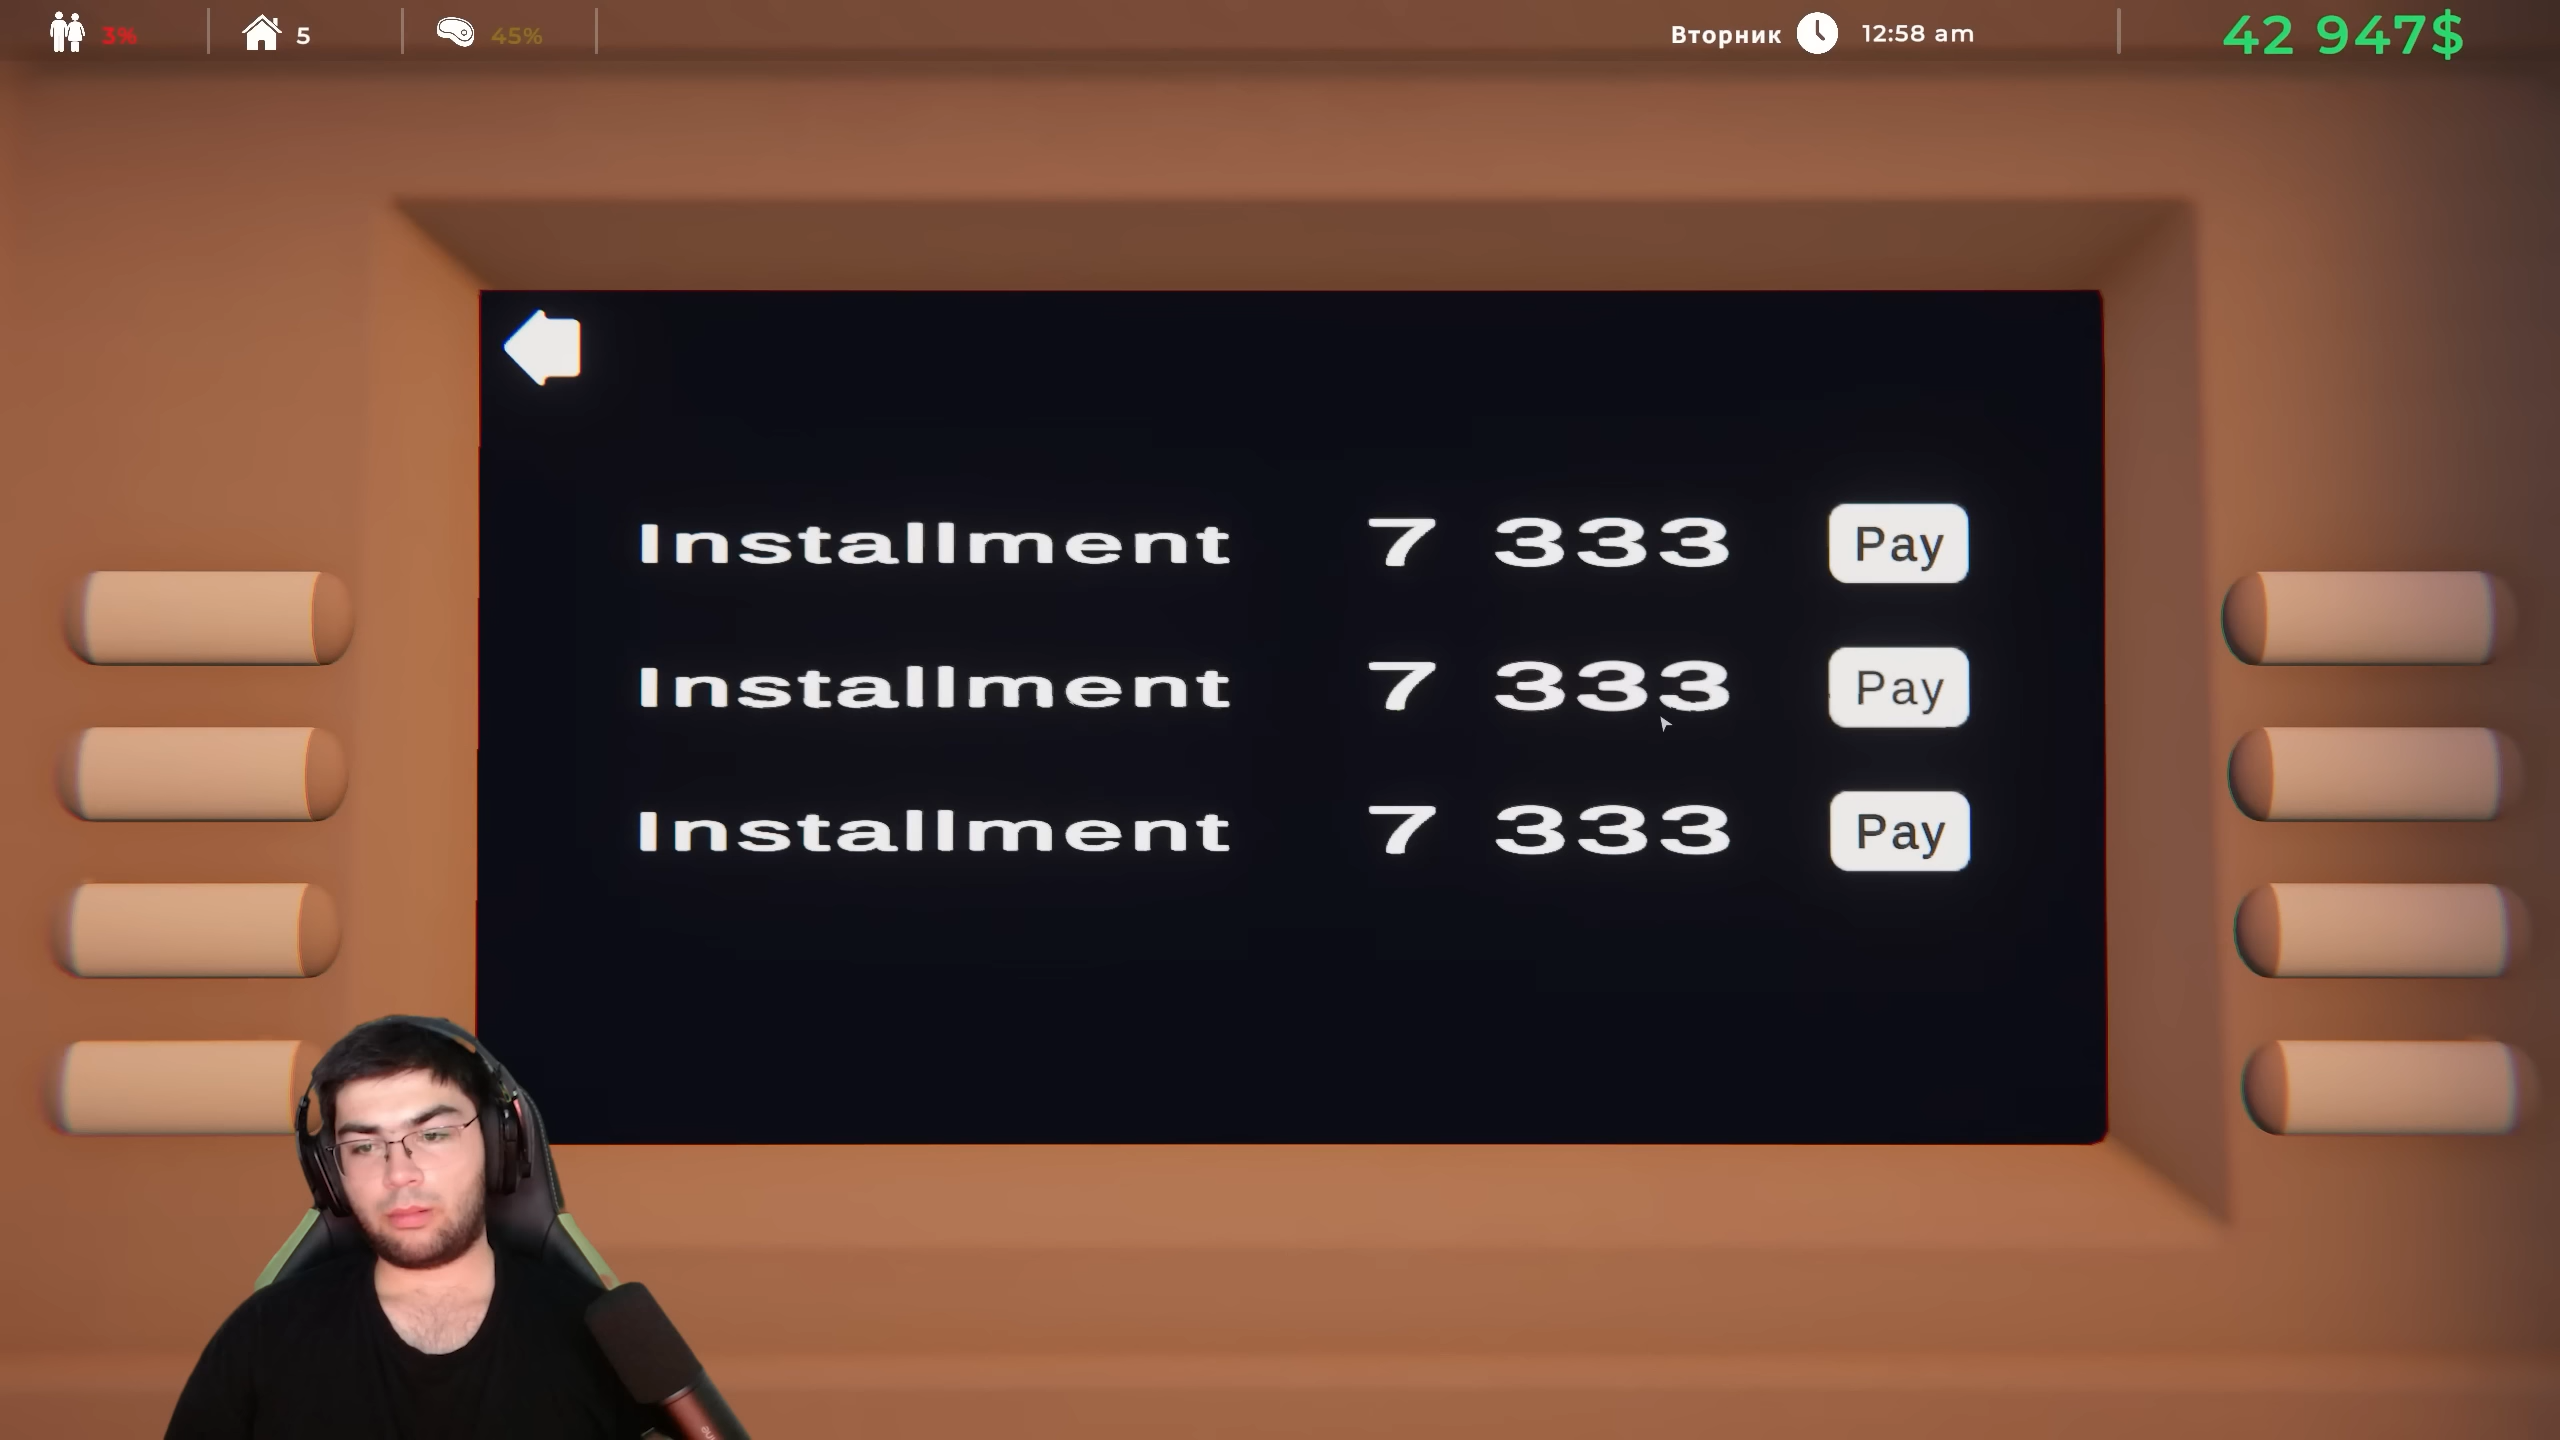 3%
5
45%
Вторник 12:58 am
42 947$
Installment 7 333 Pay
Installment 7 333 Pay
Installment 7 333 Pay